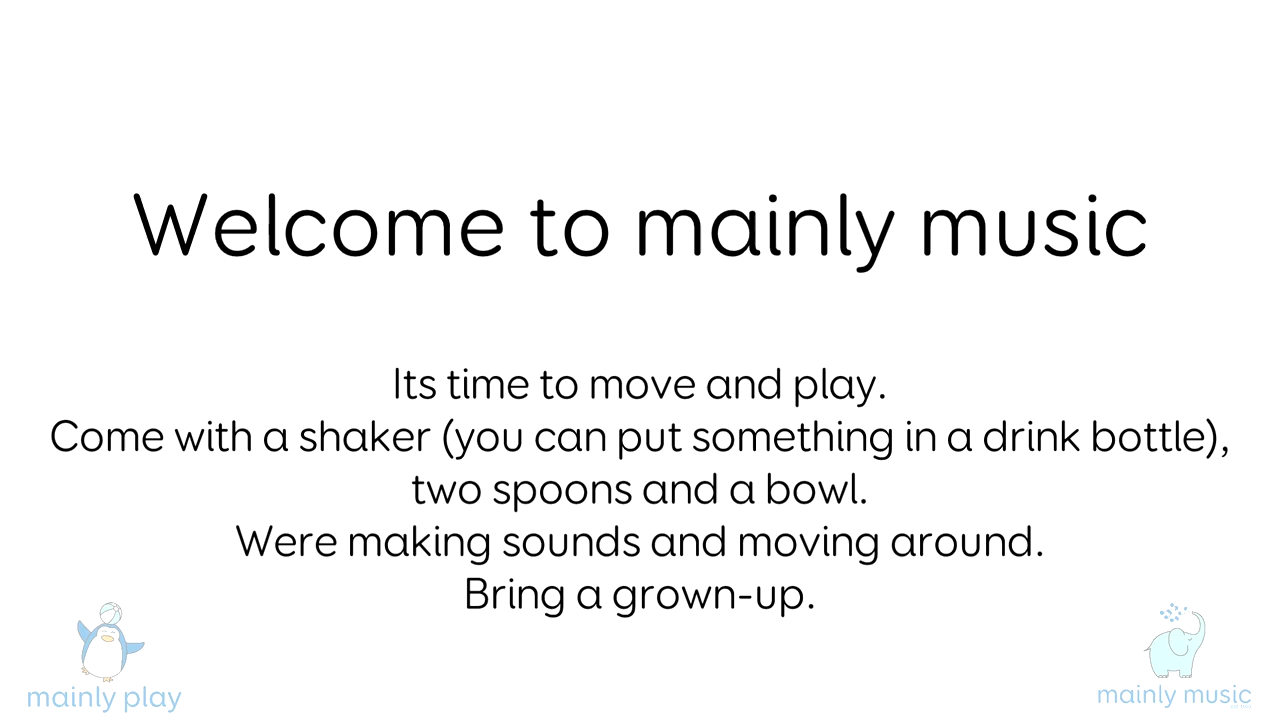 Welcome to mainly music
Its time to move and play.
Come with a shaker (you can put something in a drink bottle),
two spoons and a bowl.
Were making sounds and moving around.
Bring a grown-up.
mainly play
mainly music